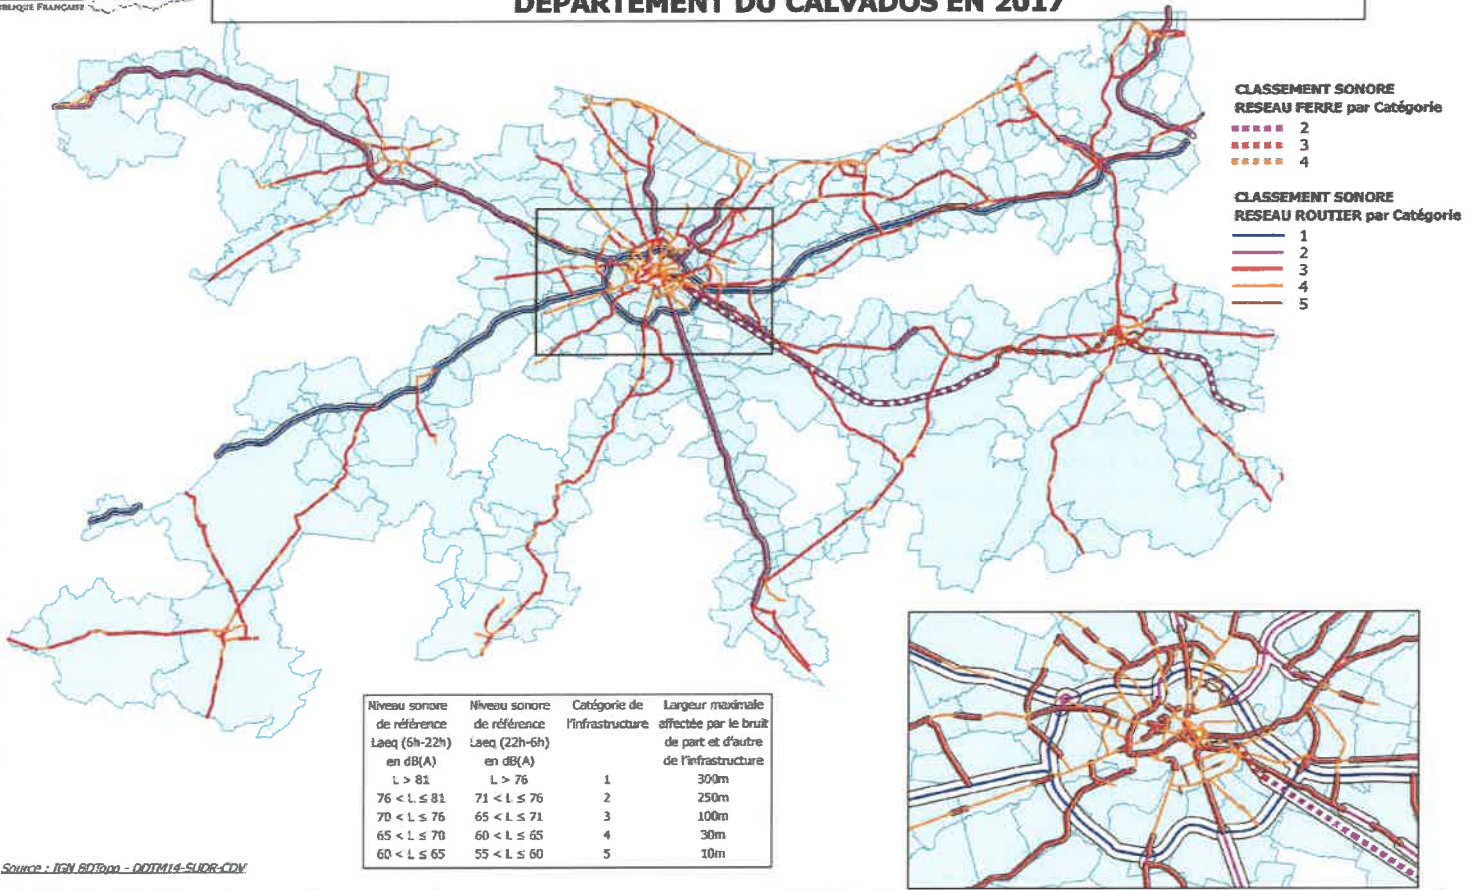 RÉPUBLIQUE FRANÇAISE
DÉPARTEMENT DU CALVADOS EN 2017
CLASSEMENT SONORE
RESEAU FERRE par Catégorie
2
3
4
CLASSEMENT SONORE
RESEAU ROUTIER par Catégorie
1
2
3
4
5
Niveau sonore Niveau sonore Catégorie de Largeur maximale
de référence de référence l'infrastructure affectée par le bruit
Laeq (6h-22h) Laeq (22h-6h) de part et d'autre
en dB(A) en dB(A) de l'infrastructure
L > 81 L > 76 1 300m
76 < L ≤ 81 71 < L ≤ 76 2 250m
70 < L ≤ 76 65 < L ≤ 71 3 100m
65 < L ≤ 70 60 < L ≤ 65 4 30m
60 < L ≤ 65 55 < L ≤ 60 5 10m
Source : IGN BDTopo - DDTM14-SUDR-CDV